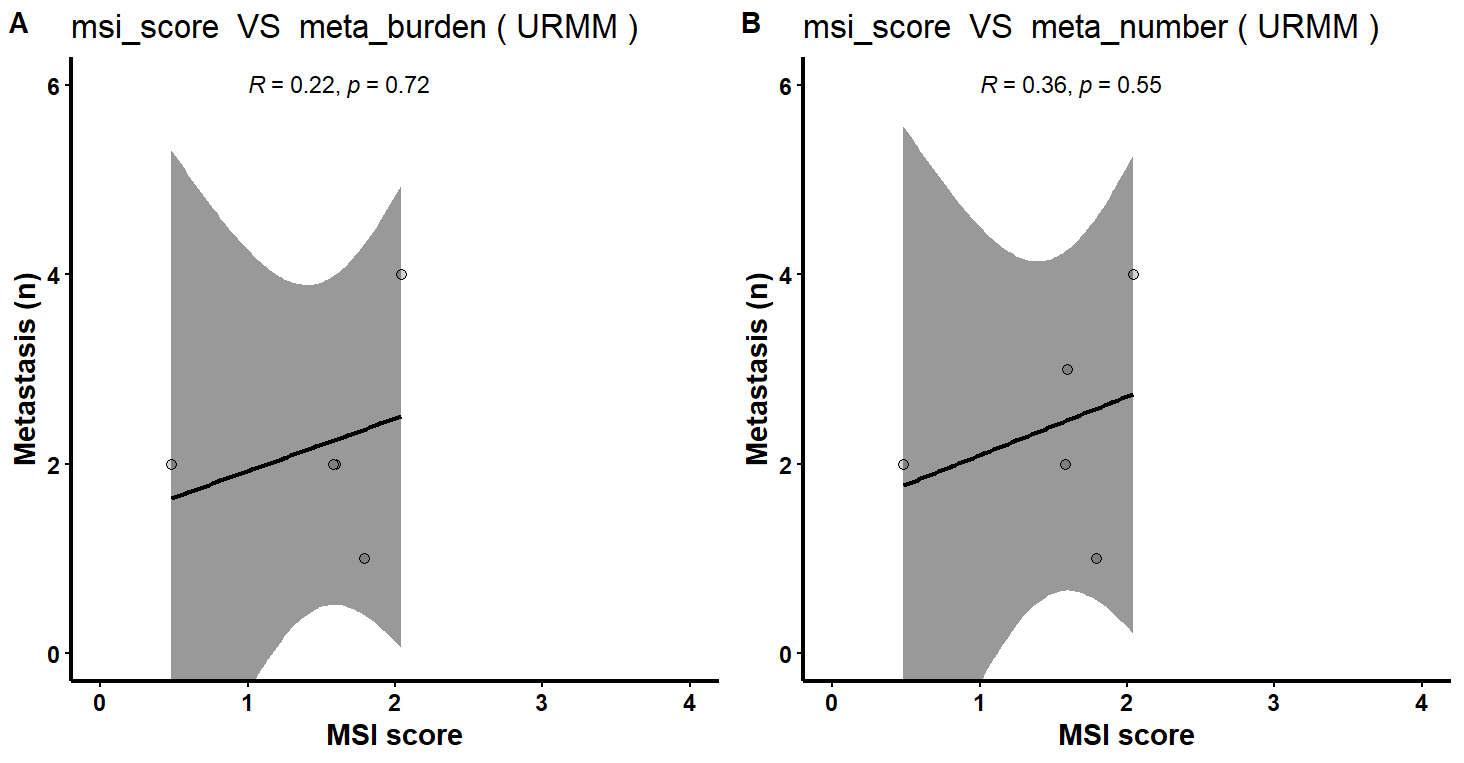 A
msi_score VS meta_burden ( URMM )
R = 0.22, p = 0.72
6
4
2
0
Metastasis (n)
0 1 2 3 4
MSI score
B
msi_score VS meta_number ( URMM )
R = 0.36, p = 0.55
6
4
2
0
Metastasis (n)
0 1 2 3 4
MSI score